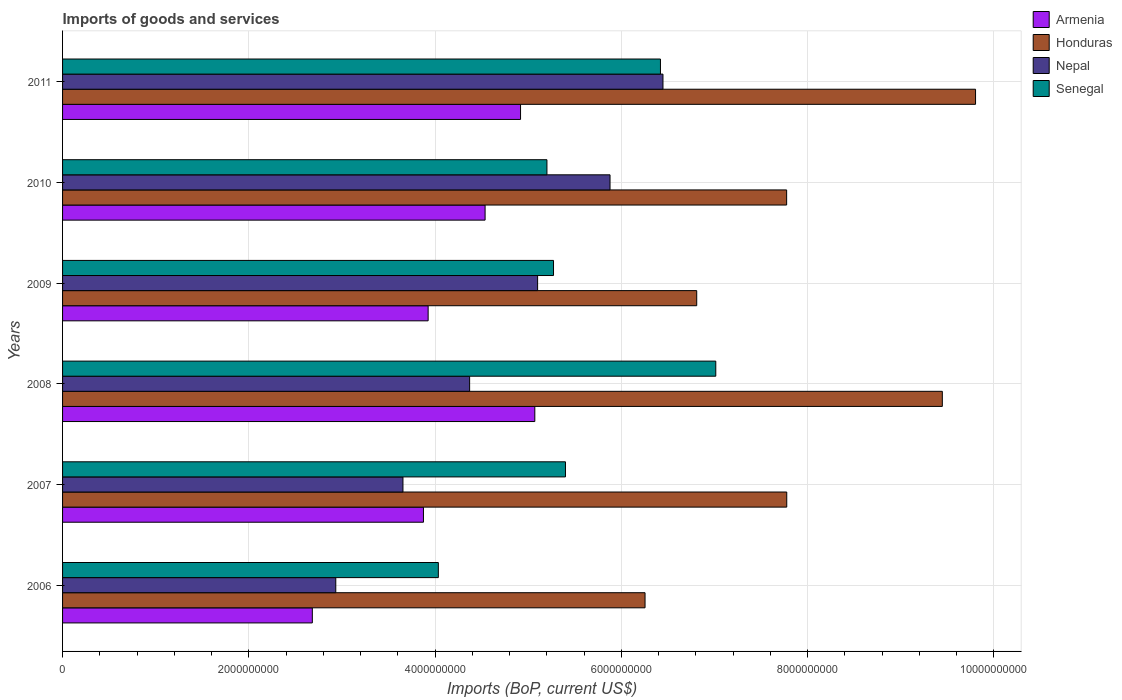 Imports of goods and services
Armenia
Honduras
Nepal
Senegal
2011
2010
2009
2008
2007
2006
Years
0
2000000000
4000000000
6000000000
8000000000
10000000000
Imports (BoP, current US$)